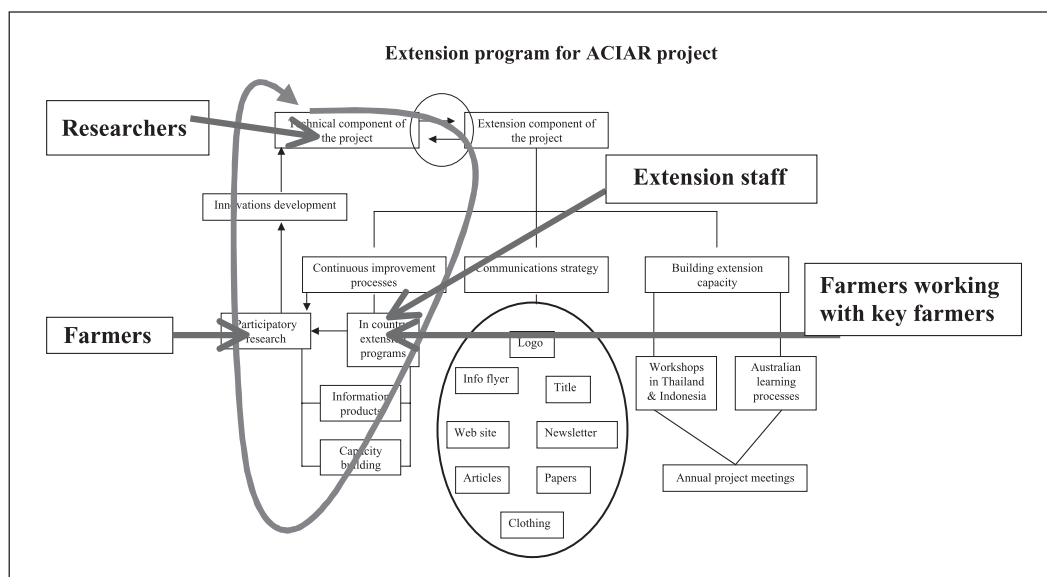 Extension program for ACIAR project
Researchers
Technical component of
the project
Extension component of
the project
Extension staff
Innovations development
Continuous improvement
processes
Communications strategy
Building extension
capacity
Farmers working
with key farmers
Farmers
Participatory
research
In country
extension
programs
Logo
Info flyer
Title
Workshops
in Thailand
& Indonesia
Australian
learning
processes
Information
products
Web site
Newsletter
Capacity
building
Articles
Papers
Annual project meetings
Clothing